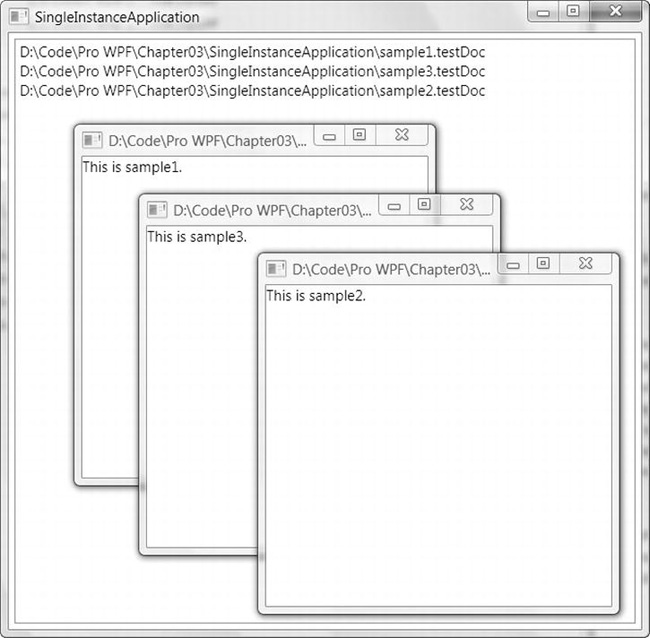 SingleInstanceApplication
D:\Code\Pro WPF\Chapter03\SingleInstanceApplication\sample1.testDoc
D:\Code\Pro WPF\Chapter03\SingleInstanceApplication\sample3.testDoc
D:\Code\Pro WPF\Chapter03\SingleInstanceApplication\sample2.testDoc
D:\Code\Pro WPF\Chapter03\...
This is sample1.
D:\Code\Pro WPF\Chapter03\...
This is sample3.
D:\Code\Pro WPF\Chapter03\...
This is sample2.